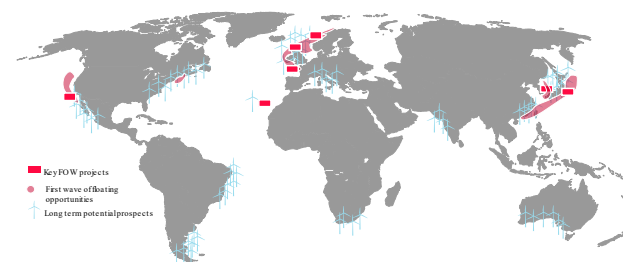 Key FOW projects
First wave of floating
opportunities
Long term potential prospects